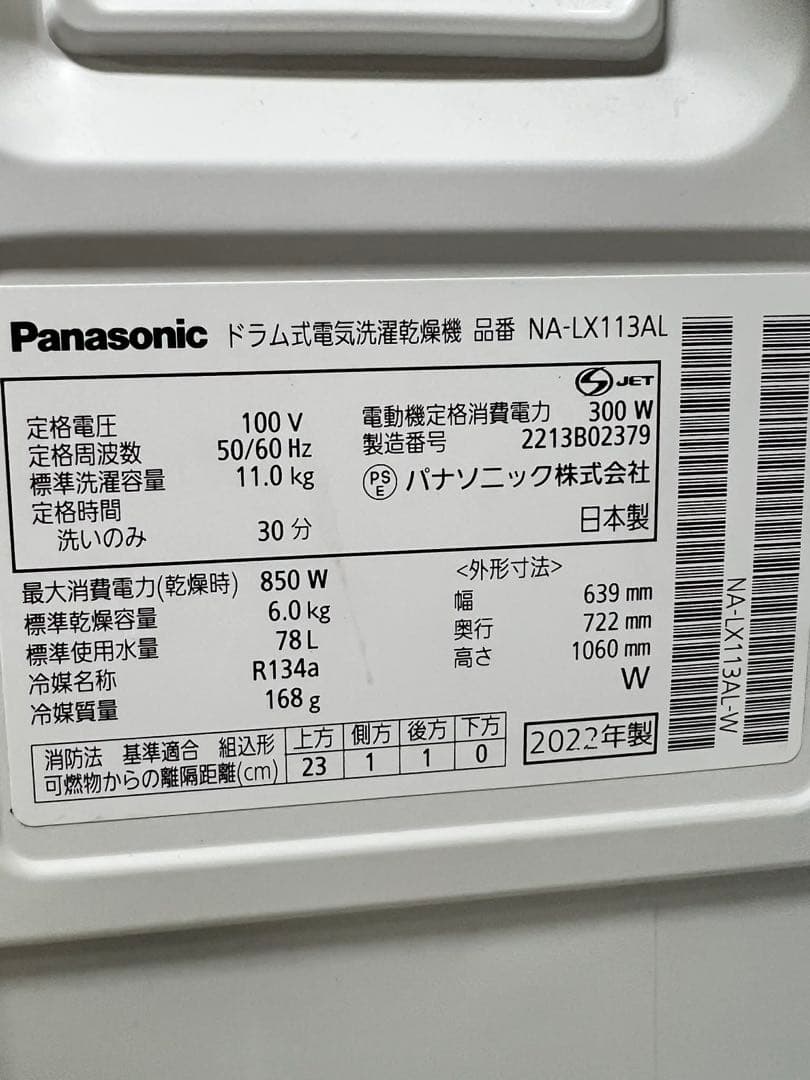 Panasonic ドラム式電気洗濯乾燥機 品番 NA-LX113AL
JET
定格電圧 100 V
定格周波数 50/60 Hz
標準洗濯容量 11.0 kg
定格時間
洗いのみ 30 分
電動機定格消費電力 300 W
製造番号 2213B02379
PSE パナソニック株式会社
日本製
最大消費電力(乾燥時) 850 W
標準乾燥容量 6.0 kg
標準使用水量 78 L
冷媒名称 R134a
冷媒質量 168 g
<外形寸法>
幅 639 mm
奥行 722 mm
高さ 1060 mm
W
消防法 基準適合 組込形 上方 側方 後方 下方
可燃物からの離隔距離(cm) 23 1 1 0
2022年製
NA-LX113AL-W